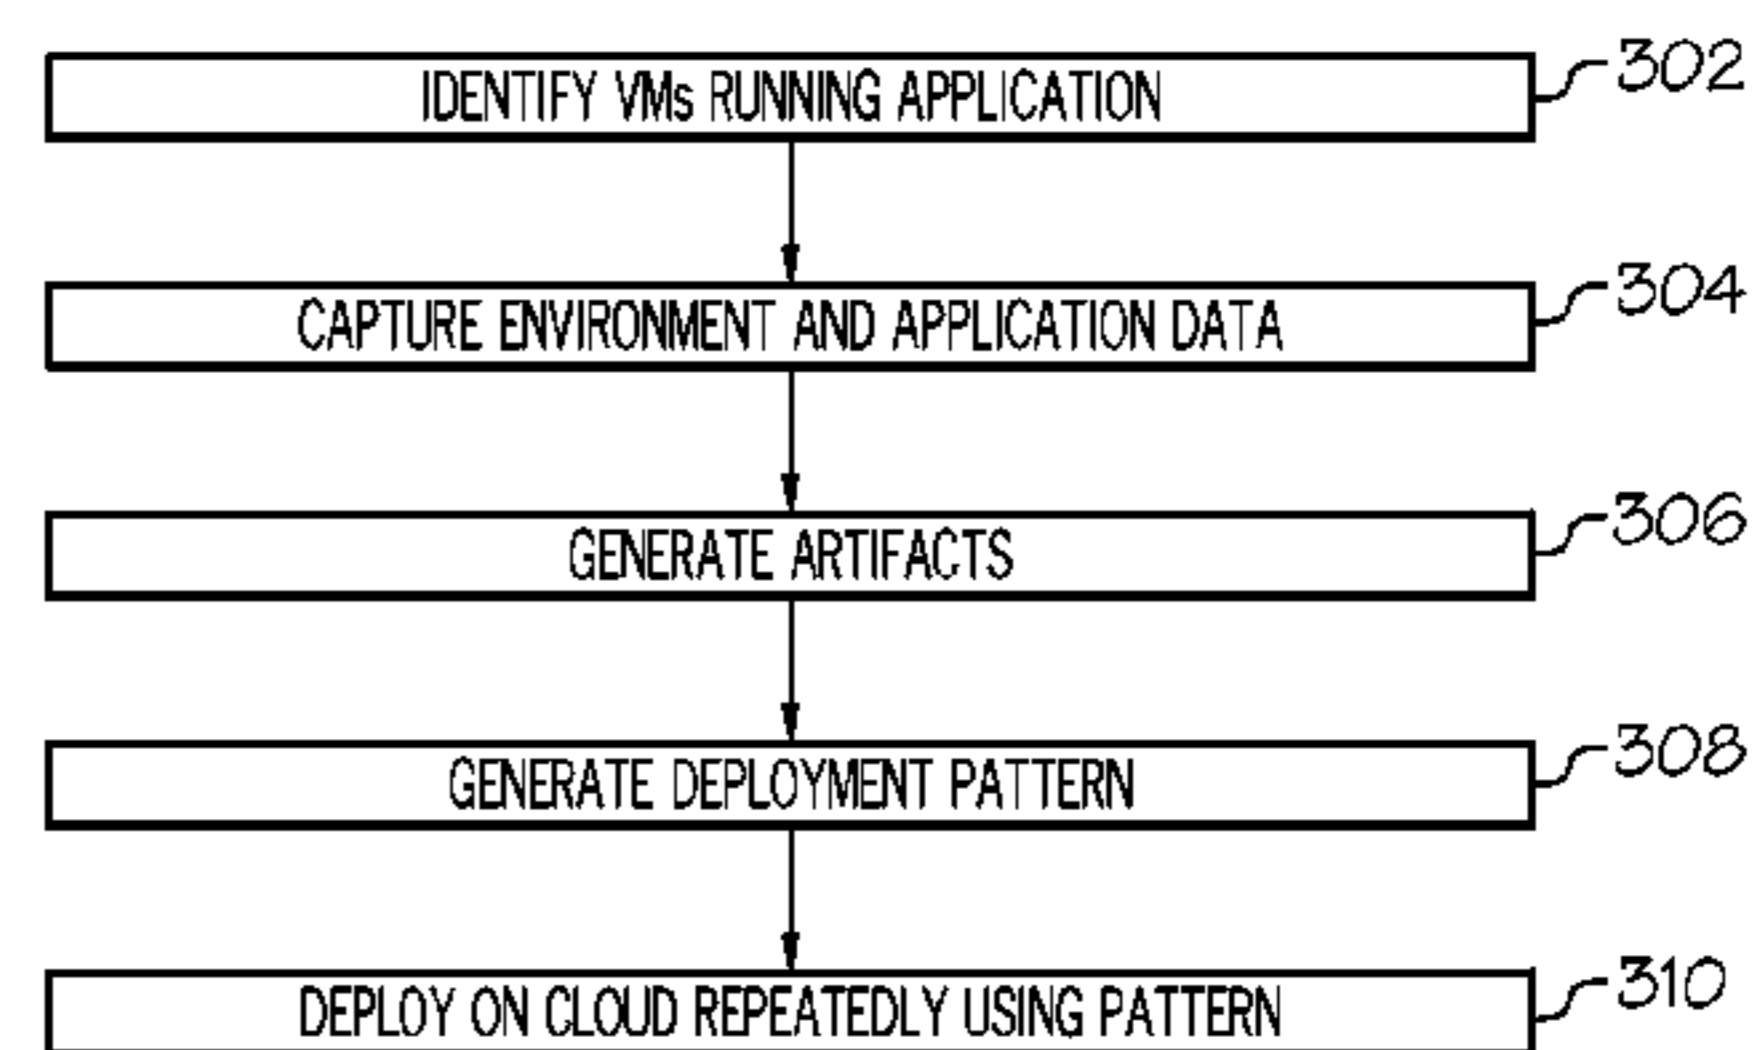 IDENTIFY VMs RUNNING APPLICATION
302
CAPTURE ENVIRONMENT AND APPLICATION DATA
304
GENERATE ARTIFACTS
306
GENERATE DEPLOYMENT PATTERN
308
DEPLOY ON CLOUD REPEATEDLY USING PATTERN
310